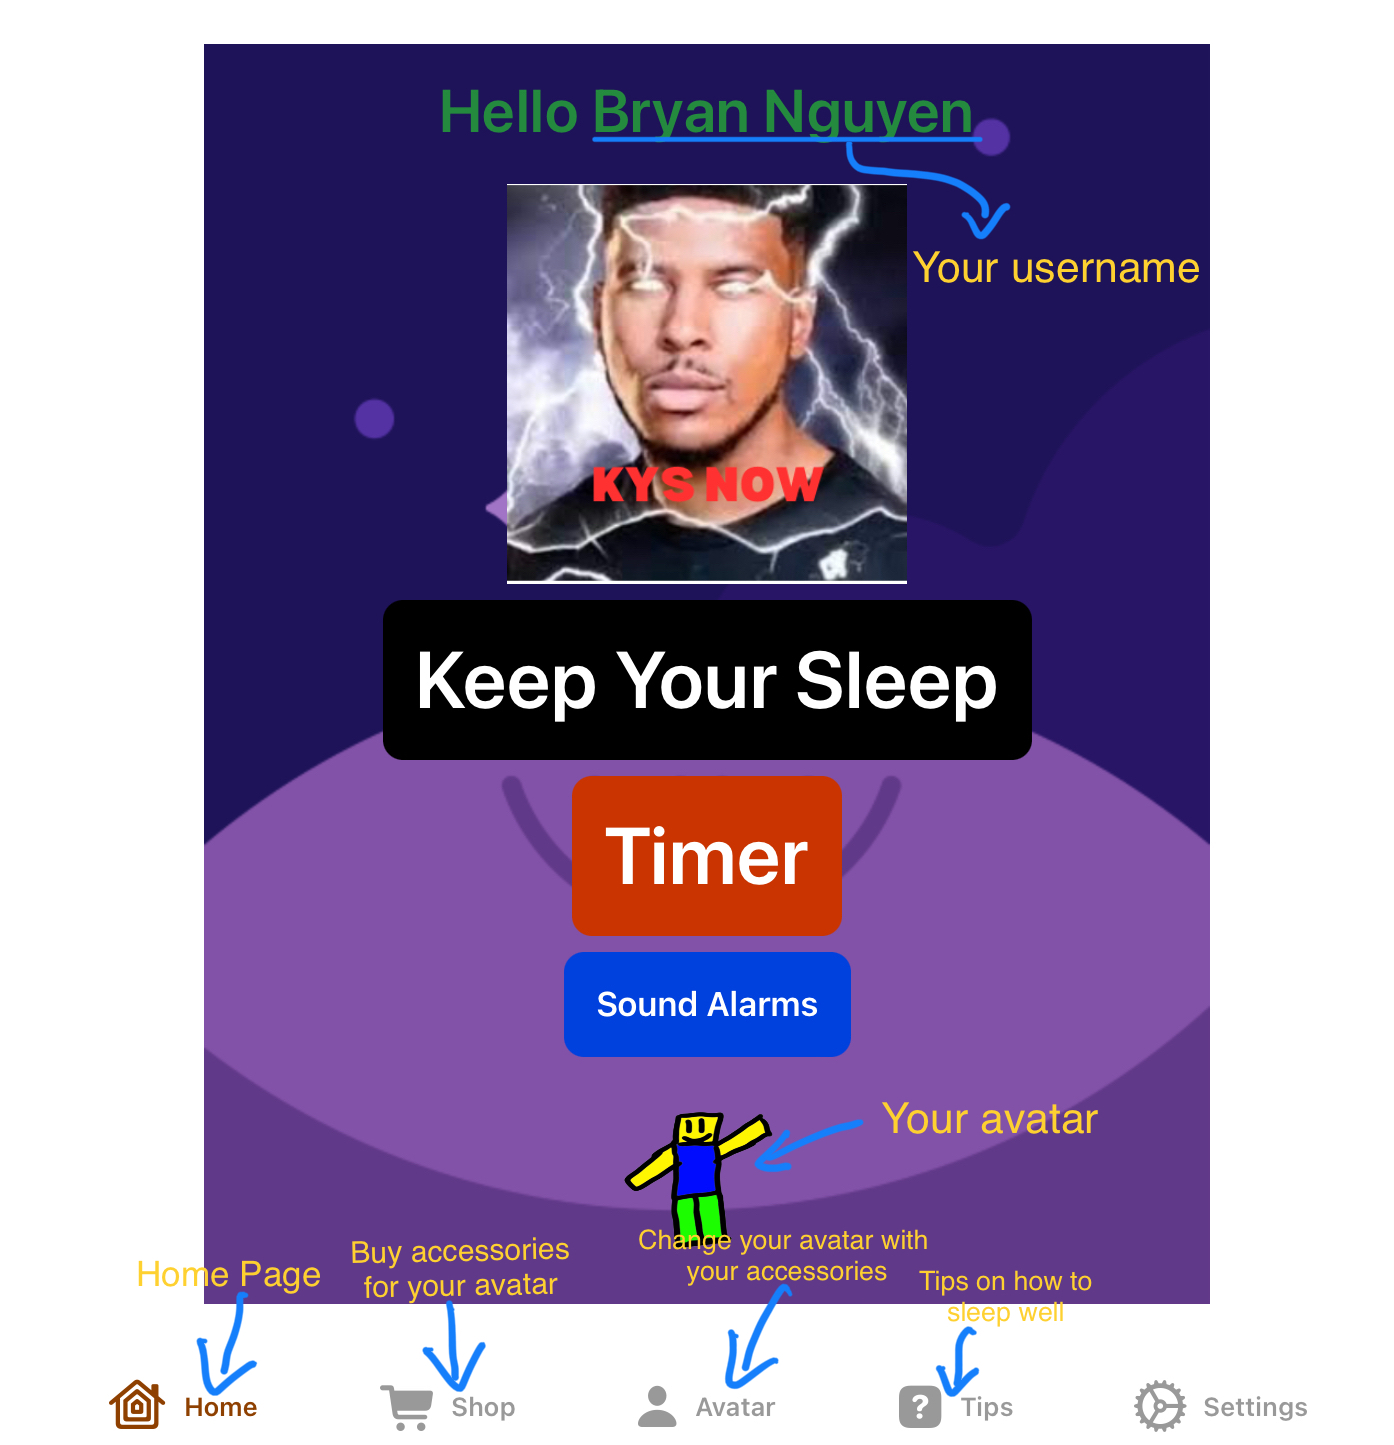 Hello Bryan Nguyen
Your username
KYS NOW
Keep Your Sleep
Timer
Sound Alarms
Your avatar
Home Page
Buy accessories
for your avatar
Change your avatar with
your accessories
Tips on how to
sleep well
Home
Shop
Avatar
?
Tips
Settings